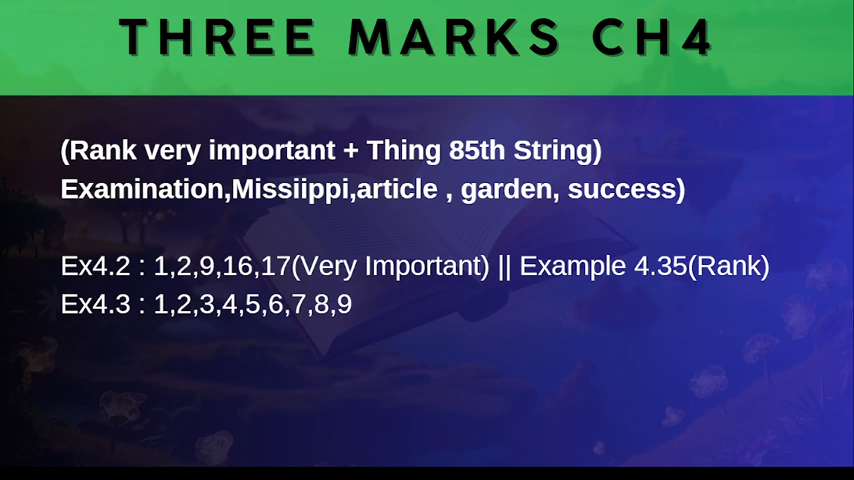 THREE MARKS CH4
(Rank very important + Thing 85th String)
Examination,Missiippi,article , garden, success)
Ex4.2 : 1,2,9,16,17(Very Important) || Example 4.35(Rank)
Ex4.3 : 1,2,3,4,5,6,7,8,9